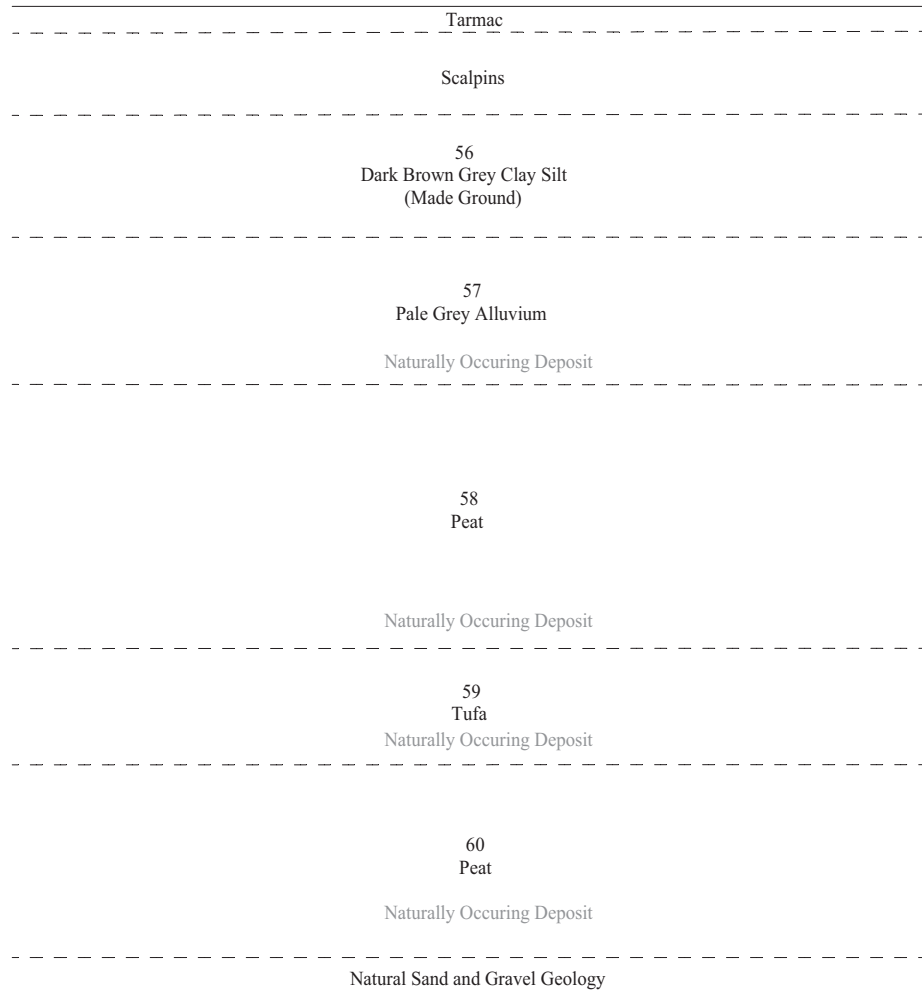 Tarmac
Scalpins
56
Dark Brown Grey Clay Silt
(Made Ground)
57
Pale Grey Alluvium
Naturally Occuring Deposit
58
Peat
Naturally Occuring Deposit
59
Tufa
Naturally Occuring Deposit
60
Peat
Naturally Occuring Deposit
Natural Sand and Gravel Geology